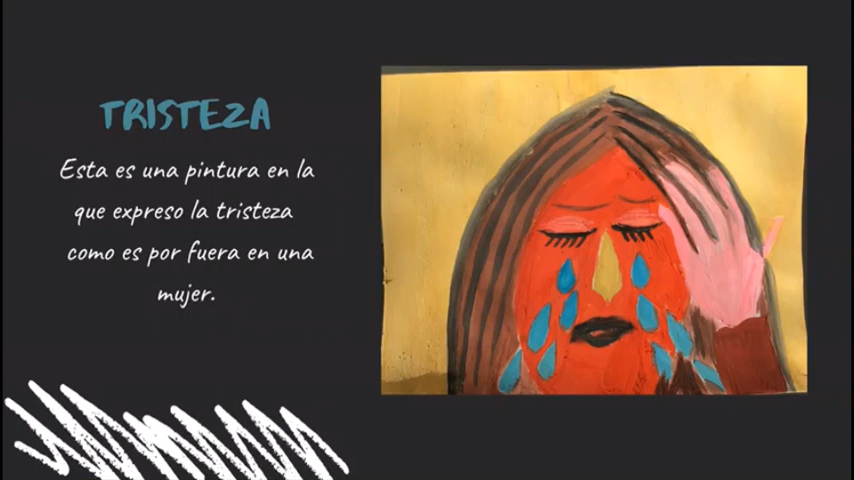 TRISTEZA
Esta es una pintura en la
que expreso la tristeza
como es por fuera en una
mujer.